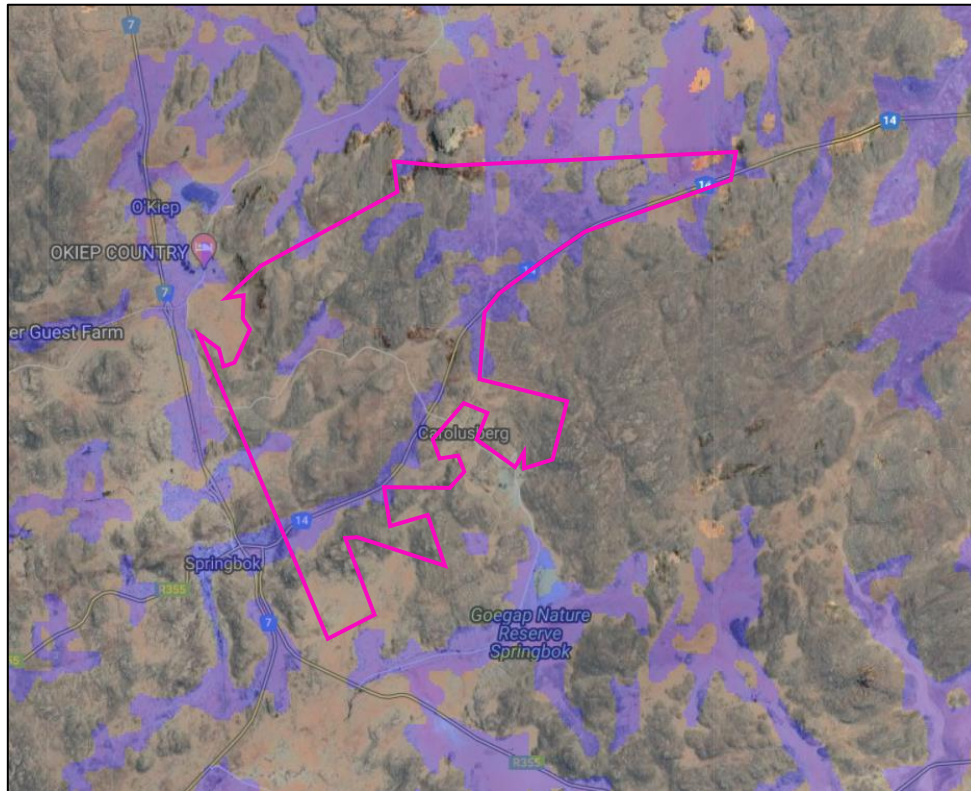 7
14
14
O'Kiep
OKIEP COUNTRY
14
7
er Guest Farm
Carolusberg
14
Springbok
R355
7
Goegap Nature
Reserve
Springbok
R355